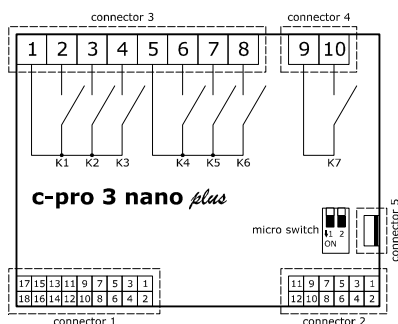 connector 3 connector 4
1 2 3 4 5 6 7 8 9 10
K1 K2 K3 K4 K5 K6 K7
c-pro 3 nano plus
micro switch
1 2
ON
connector 5
17 15 13 11 9 7 5 3 1 11 9 7 5 3 1
18 16 14 12 10 8 6 4 2 12 10 8 6 4 2
connector 1 connector 2